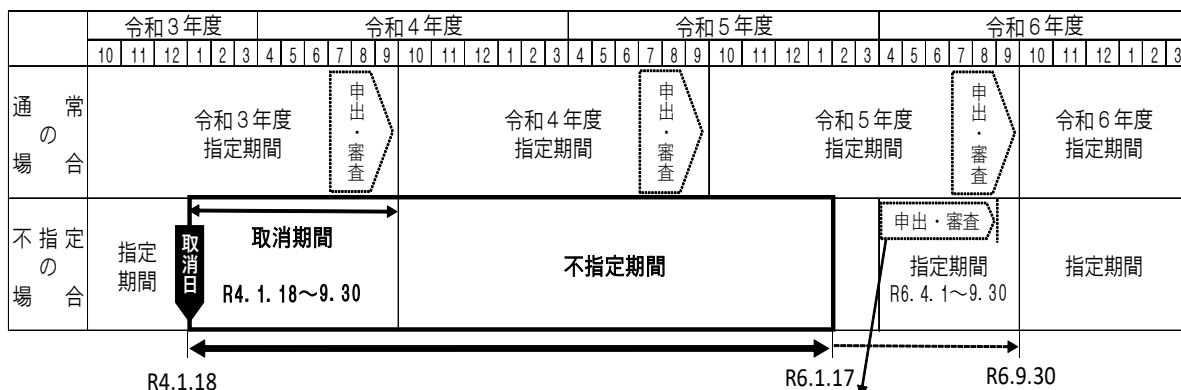 令和３年度 令和４年度 令和５年度 令和６年度
10 11 12 1 2 3 4 5 6 7 8 9 10 11 12 1 2 3 4 5 6 7 8 9 10 11 12 1 2 3 4 5 6 7 8 9 10 11 12 1 2 3
通常
の
場合
令和３年度
指定期間
申出・審査
令和４年度
指定期間
申出・審査
令和５年度
指定期間
申出・審査
令和６年度
指定期間
不指定
の
場合
指定
期間
取消日
取消期間
R4.1.18～9.30
不指定期間
申出・審査
指定期間
R6.4.1～9.30
指定期間
R4.1.18
R6.1.17
R6.9.30